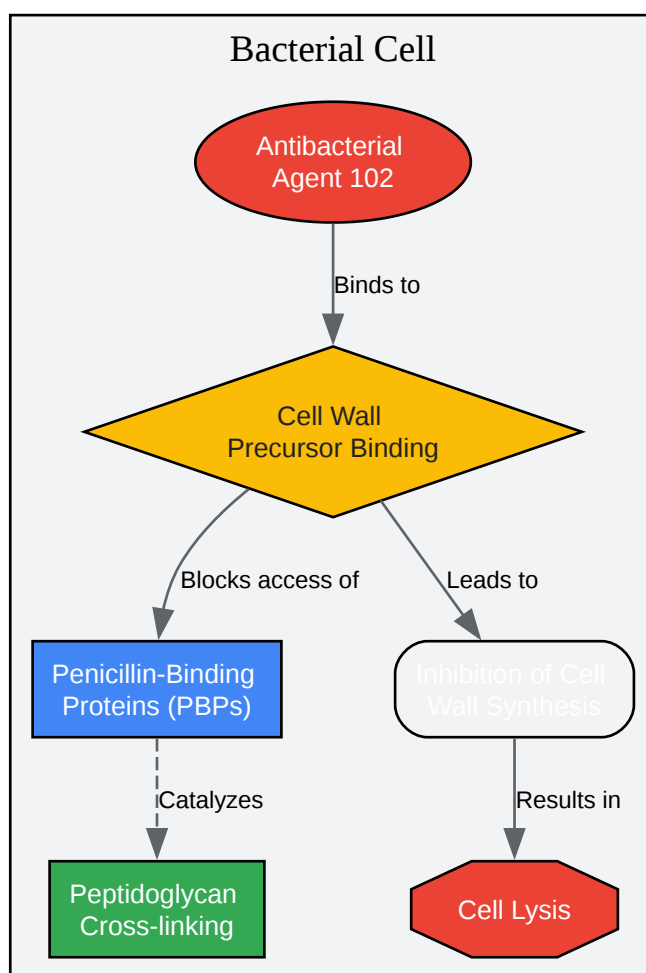 Bacterial Cell
Antibacterial
Agent 102
Binds to
Cell Wall
Precursor Binding
Blocks access of
Leads to
Penicillin-Binding
Proteins (PBPs)
Inhibition of Cell
Wall Synthesis
Catalyzes
Results in
Peptidoglycan
Cross-linking
Cell Lysis